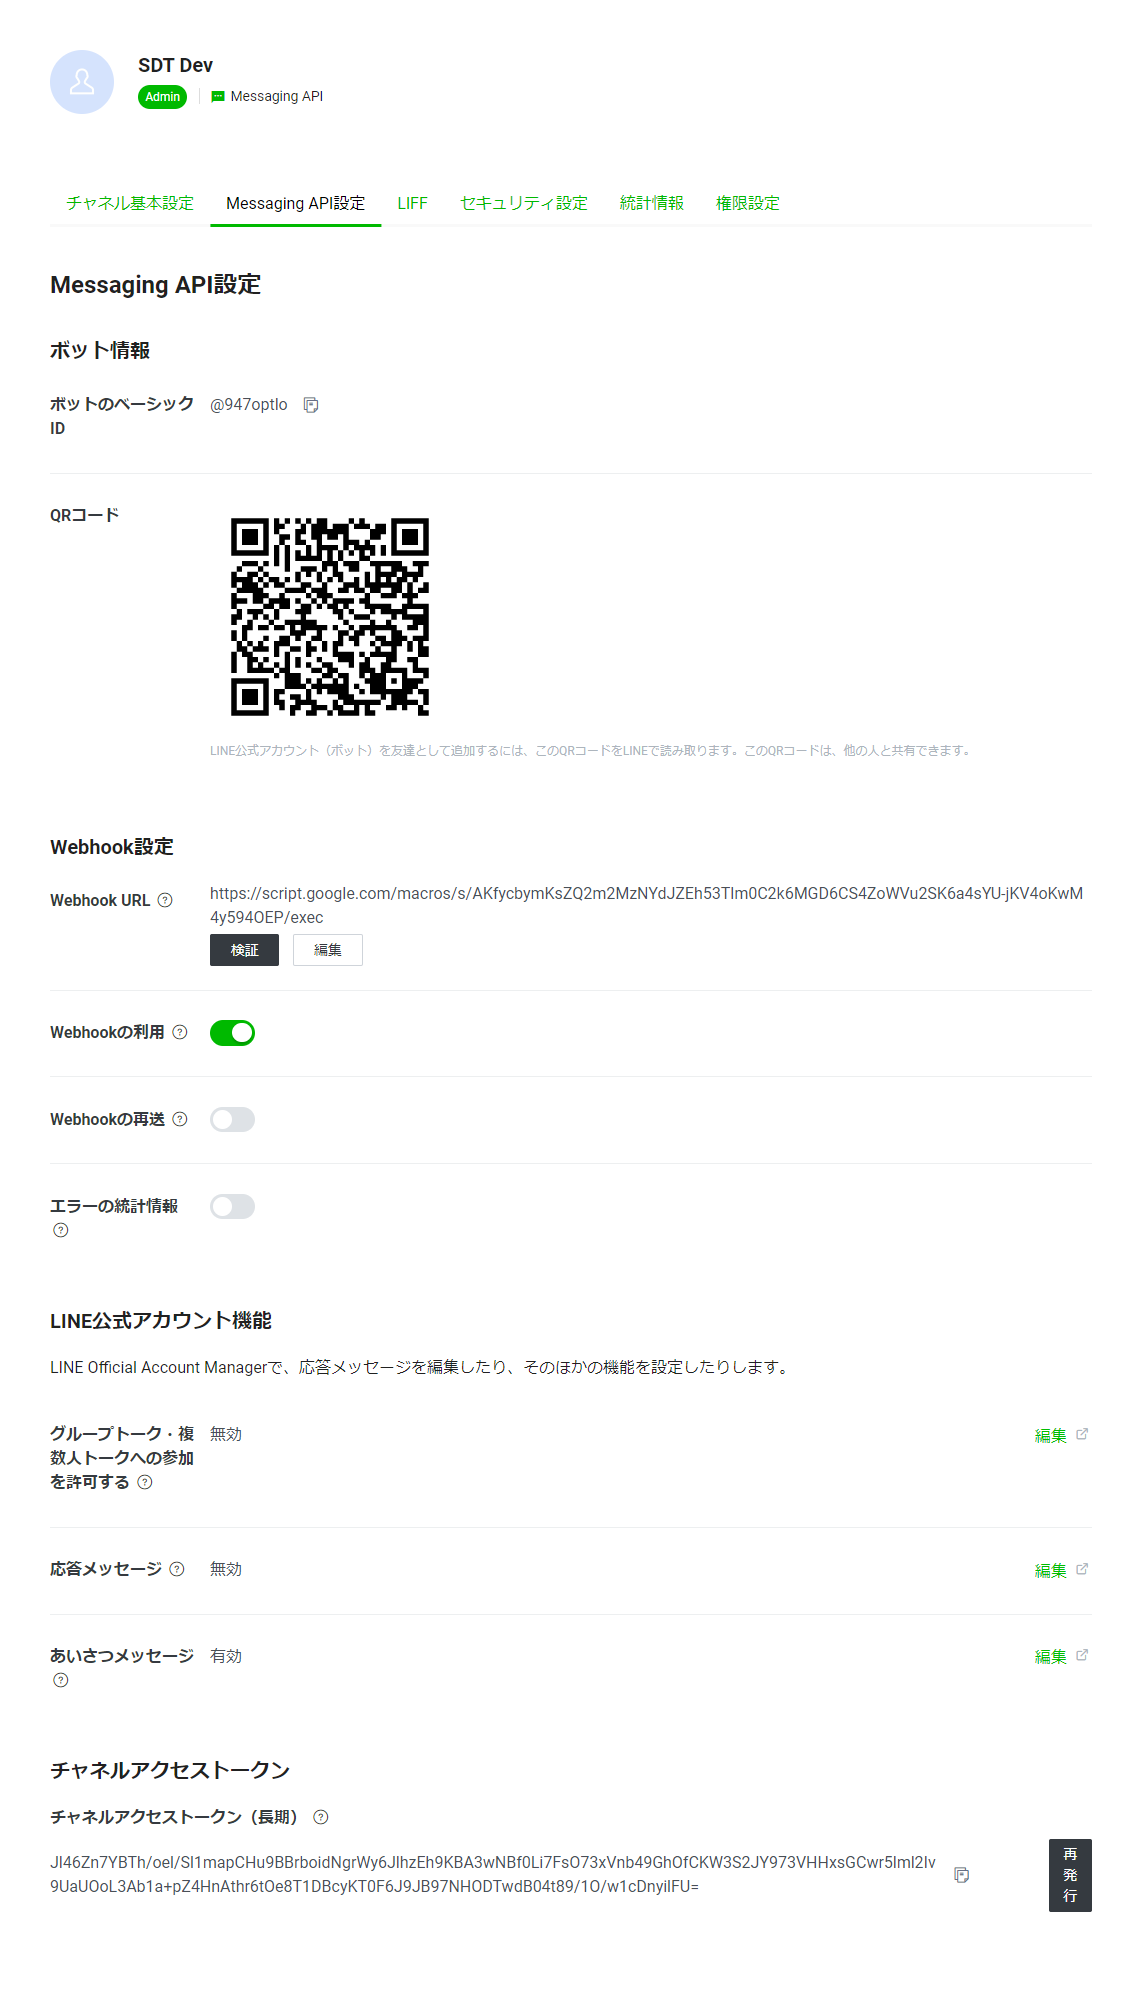 SDT Dev
Admin
Messaging API
チャネル基本設定 Messaging API設定 LIFF セキュリティ設定 統計情報 権限設定
Messaging API設定
ボット情報
ボットのベーシック
ID
@947optlo
QRコード
LINE公式アカウント（ボット）を友達として追加するには、このQRコードをLINEで読み取ります。このQRコードは、他の人と共有できます。
Webhook設定
Webhook URL
https://script.google.com/macros/s/AKfycbymKsZQ2m2MzNYdJZEh53TIm0C2k6MGD6CS4ZoWVu2SK6a4sYU-jKV4oKwM
4y594OEP/exec
検証 編集
Webhookの利用
Webhookの再送
エラーの統計情報
LINE公式アカウント機能
LINE Official Account Managerで、応答メッセージを編集したり、そのほかの機能を設定したりします。
グループトーク・複
数人トークへの参加
を許可する
無効
編集
応答メッセージ
無効
編集
あいさつメッセージ
有効
編集
チャネルアクセストークン
チャネルアクセストークン（長期）
JI46Zn7YBTh/oel/SI1mapCHu9BBrboidNgrWy6JIhzEh9KBA3wNBf0Li7FsO73xVnb49GhOfCKW3S2JY973VHHxsGCwr5ImI2Iv
9UaUOoL3Ab1a+pZ4HnAthr6tOe8T1DBcyKT0F6J9JB97NHODTwdB04t89/1O/w1cDnyilFU=
再
発
行